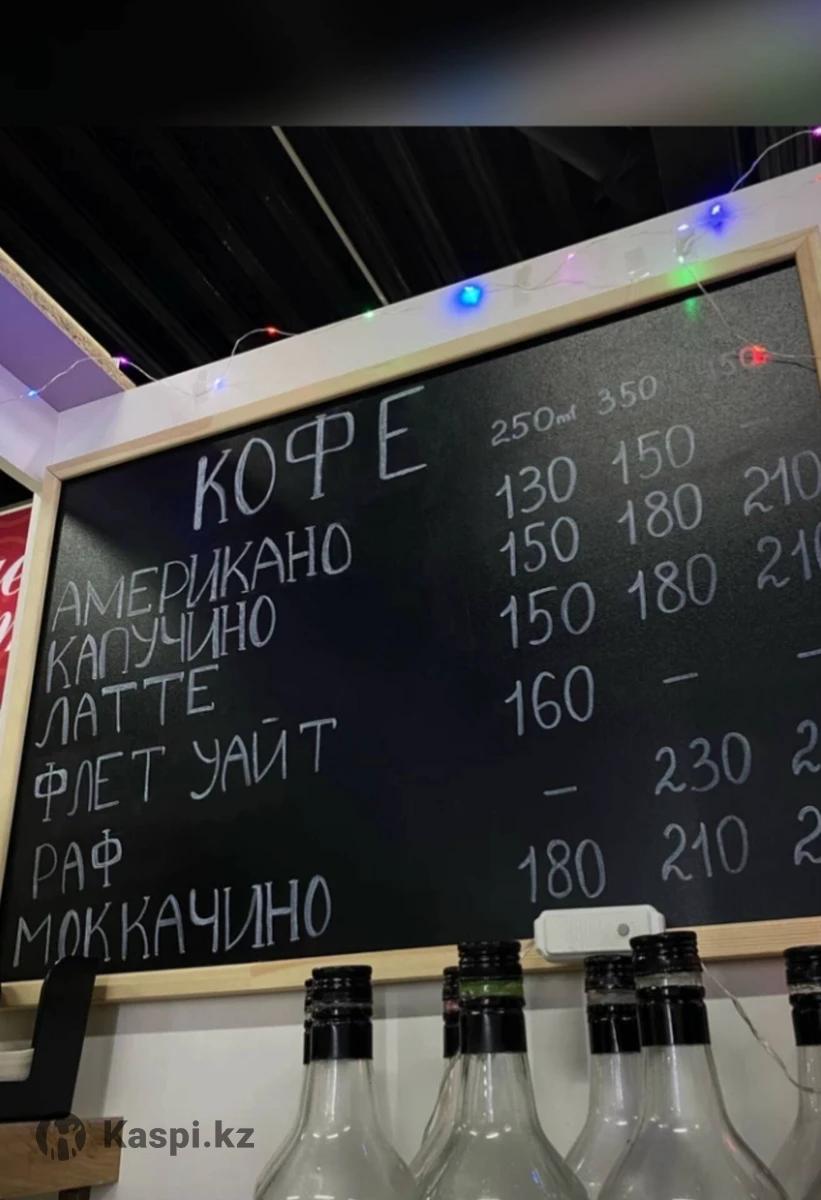 КОФЕ 250ml 350
АМЕРИКАНО 130 150 –
КАПУЧИНО 150 180 210
ЛАТТЕ 150 180 210
ФЛЕТ УАЙТ 160 – –
РАФ – 230
МОККАЧИНО 180 210
Kaspi.kz